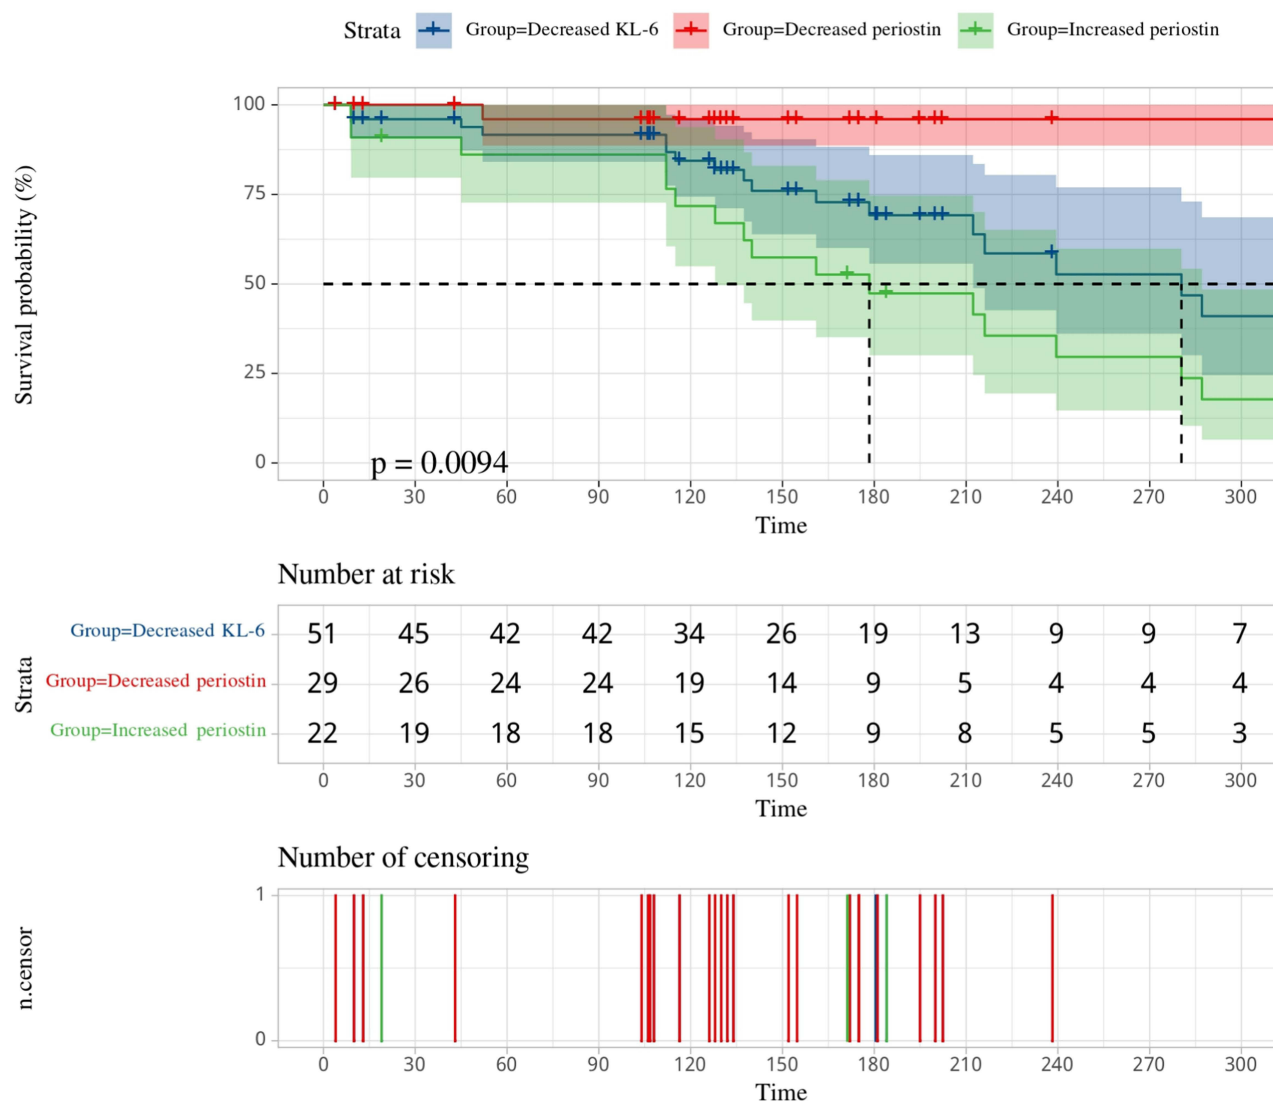 Strata Group=Decreased KL-6 Group=Decreased periostin Group=Increased periostin
Survival probability (%)
100
75
50
25
0
p = 0.0094
0 30 60 90 120 150 180 210 240 270 300
Time
Number at risk
Strata
Group=Decreased KL-6 51 45 42 42 34 26 19 13 9 9 7
Group=Decreased periostin 29 26 24 24 19 14 9 5 4 4 4
Group=Increased periostin 22 19 18 18 15 12 9 8 5 5 3
0 30 60 90 120 150 180 210 240 270 300
Time
Number of censoring
n.censor
1
0
0 30 60 90 120 150 180 210 240 270 300
Time